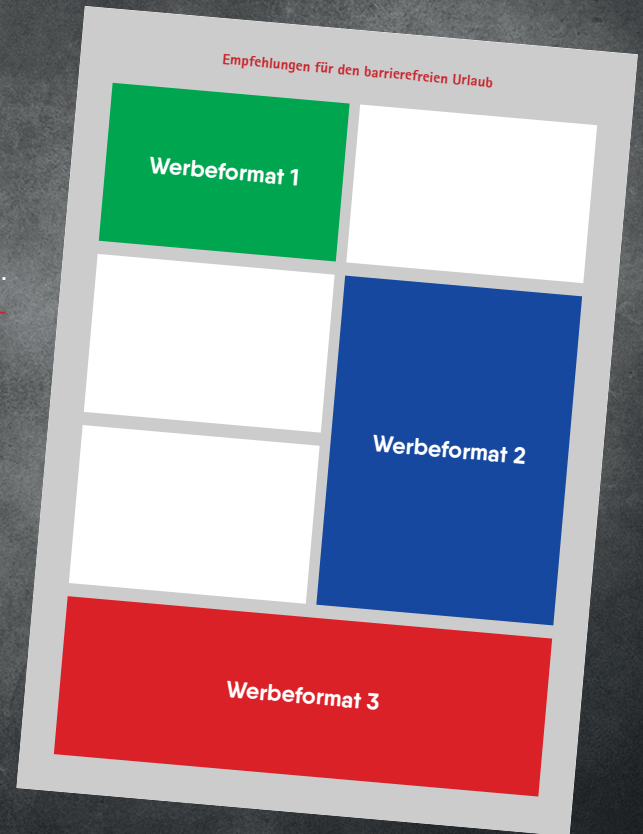 Empfehlungen für den barrierefreien Urlaub
Werbeformat 1
Werbeformat 2
Werbeformat 3